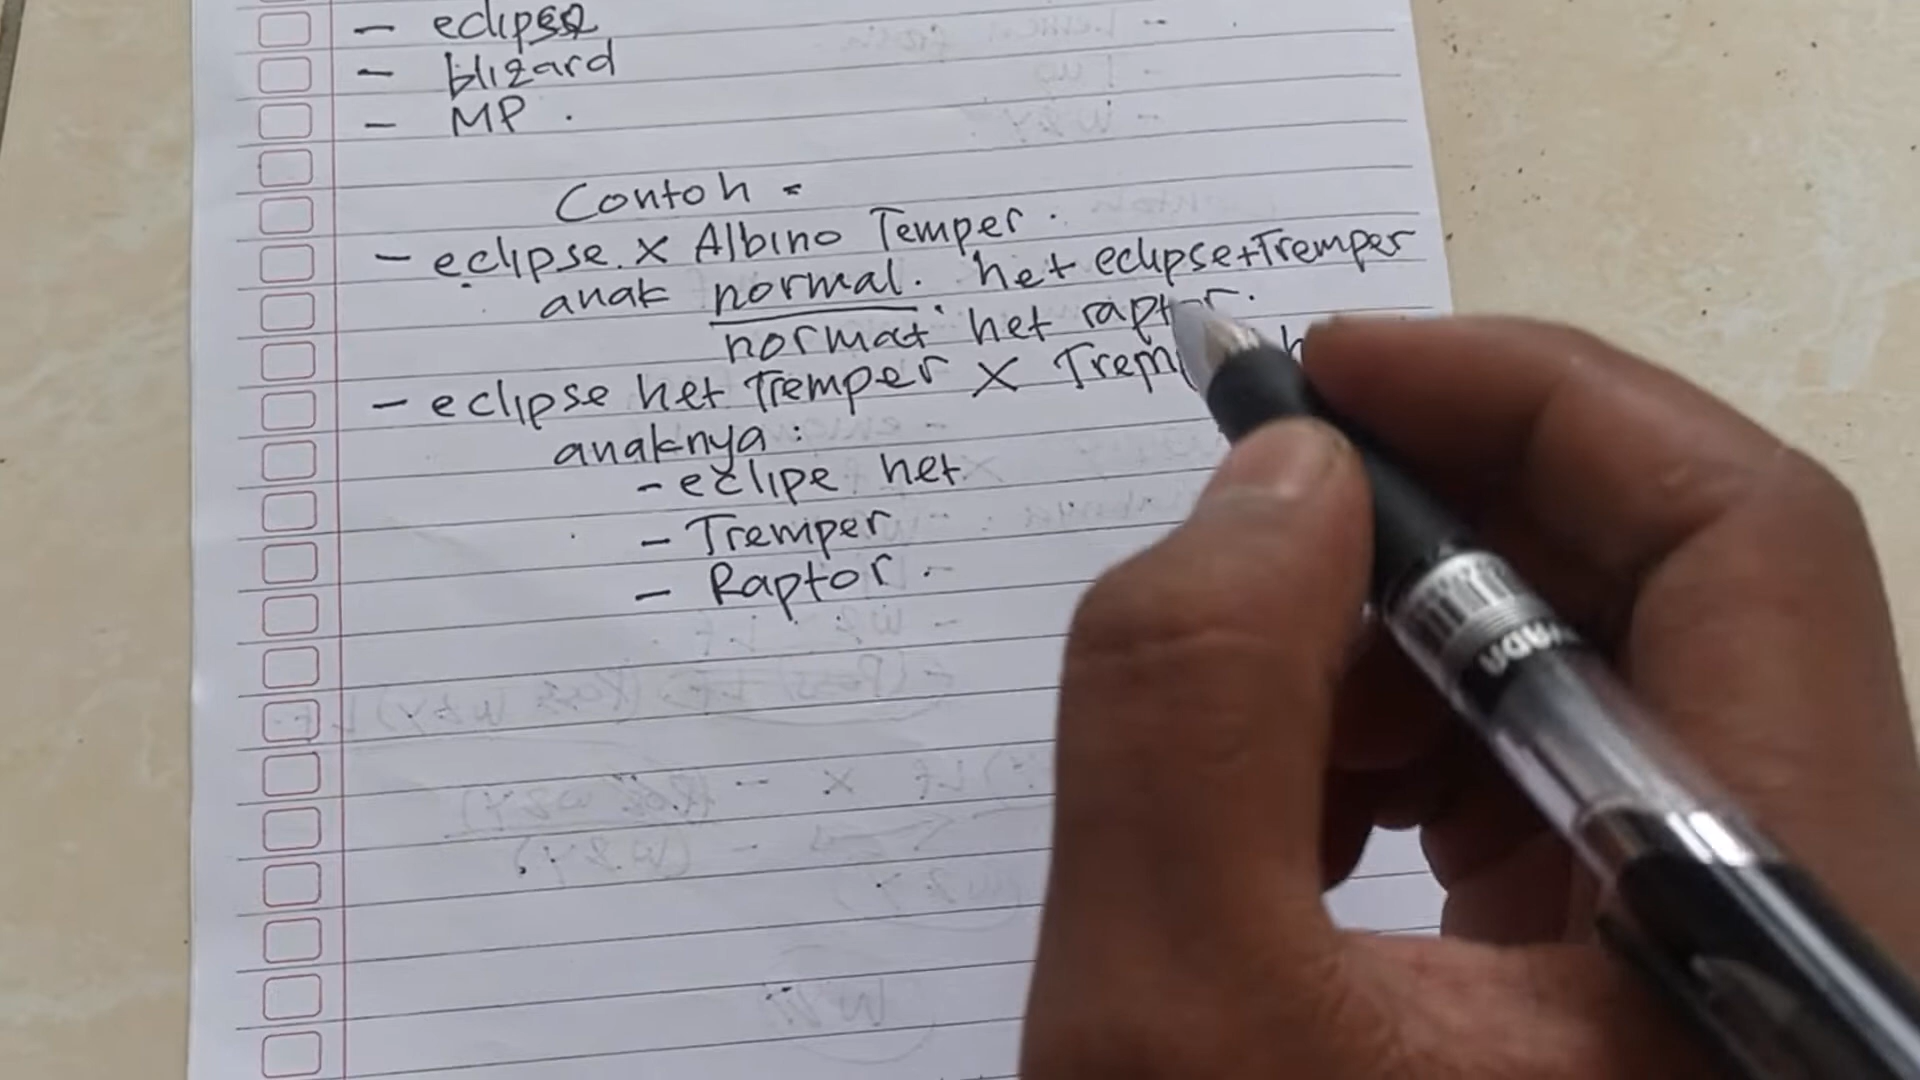 - eclipse
- blizard
- MP .
Contoh =
- eclipse x Albino Temper .
anak normal. het eclipse+Tremper
normal het raptor.
- eclipse het Tremper x
anaknya :
- eclipe het
- Tremper
- Raptor .